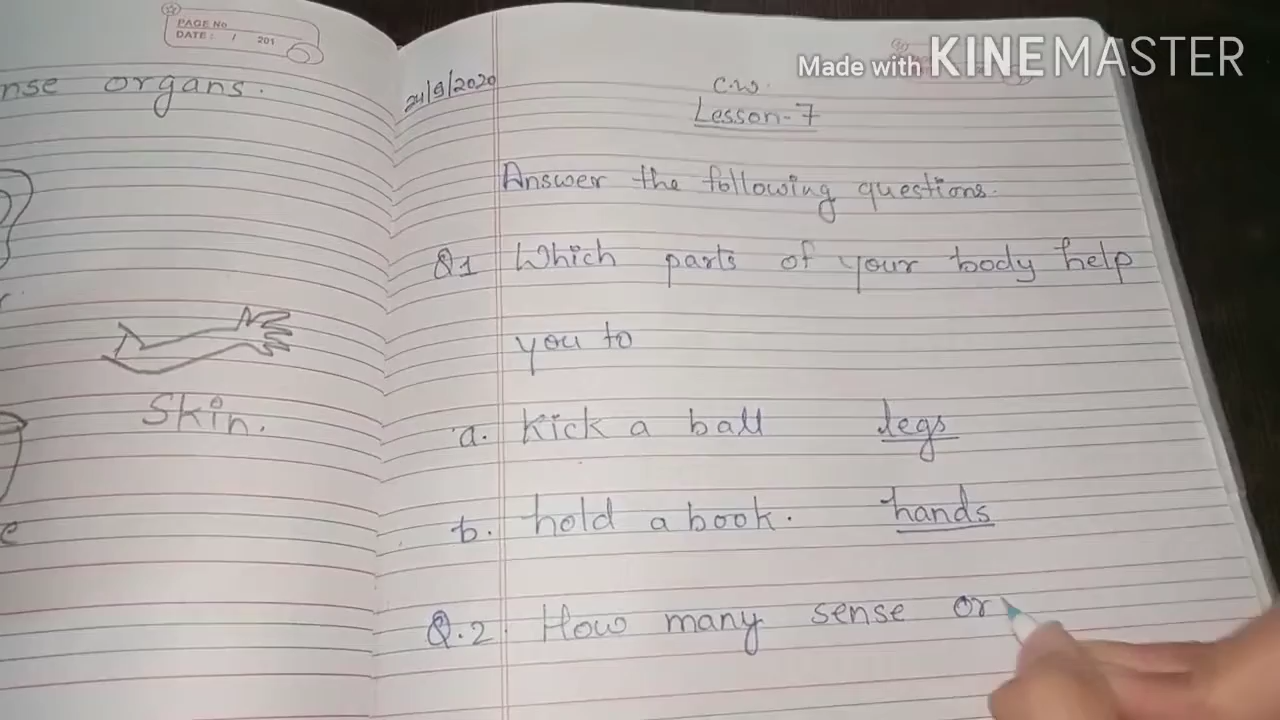 PAGE No
DATE: / 201
nse organs.
Skin.
Made with KINEMASTER
24/9/2020
C.W.
Lesson-7
Answer the following questions.
Q1 Which parts of your body help
you to
a. Kick a ball legs
b. hold a book. hands
Q.2. How many sense or